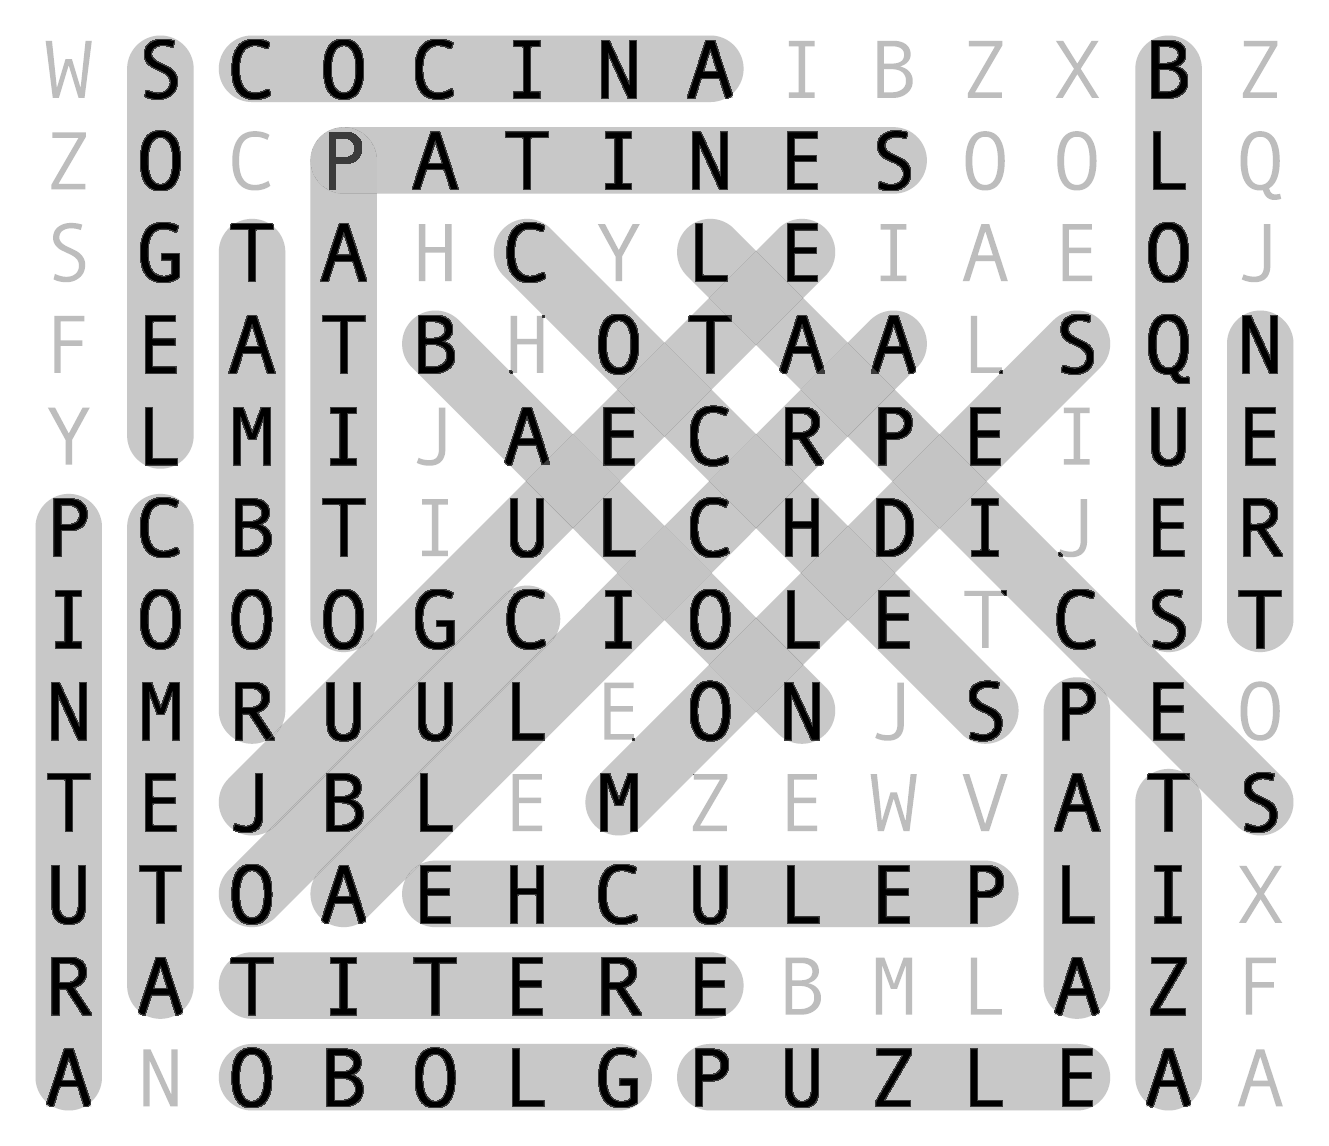 W S C O C I N A I B Z X B Z
Z O C P A T I N E S O O L Q
S G T A H C Y L E I A E O J
F E A T B H O T A A L S Q N
Y L M I J A E C R P E I U E
P C B T I U L C H D I J E R
I O O O G C I O L E T C S T
N M R U U L E O N J S P E O
T E J B L E M Z E W V A T S
U T O A E H C U L E P L I X
R A T I T E R E B M L A Z F
A N O B O L G P U Z L E A A